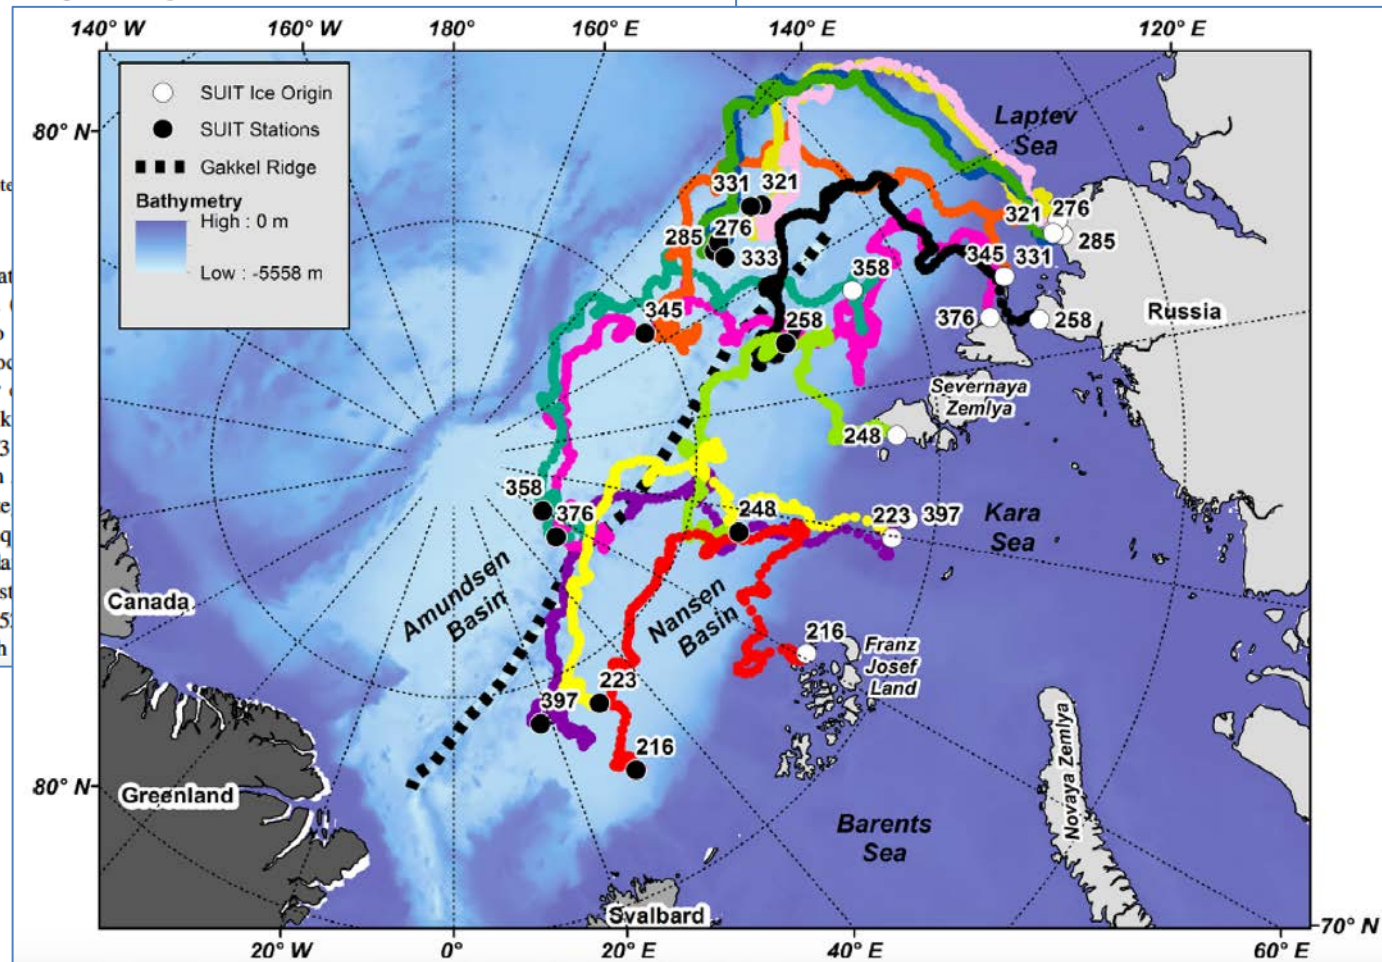 140° W
160° W
180°
160° E
140° E
120° E
80° N
SUIT Ice Origin
SUIT Stations
Gakkel Ridge
Bathymetry
High : 0 m
Low : -5558 m
Laptev
Sea
331
321
276
285
333
321
276
285
345
331
358
376
258
Russia
345
258
Severnaya
Zemlya
248
358
376
248
223
397
Kara
Sea
Amundsen
Basin
Nansen
Basin
Canada
216
Franz
Josef
Land
223
397
216
Novaya Zemlya
80° N
Greenland
Barents
Sea
Svalbard
70° N
20° W
0°
20° E
40° E
60° E